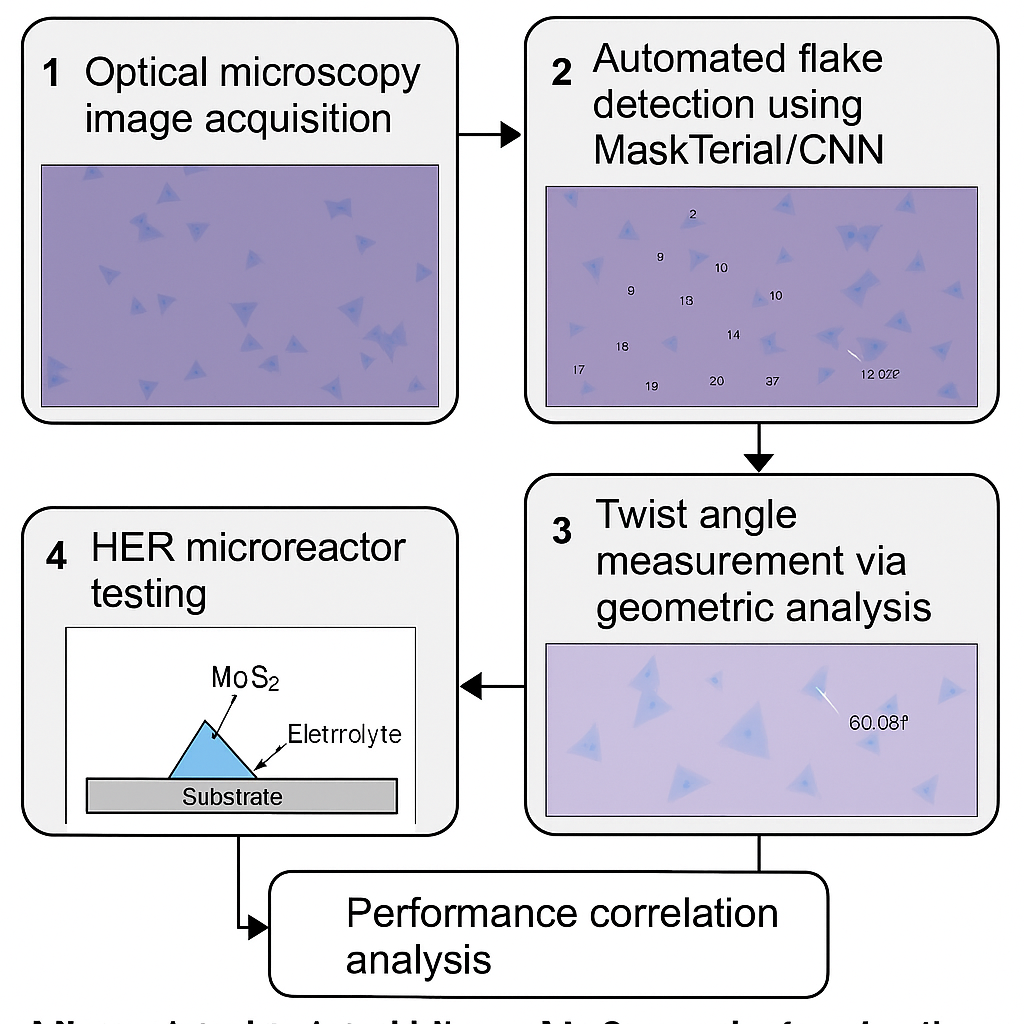 1 Optical microscopy
image acquisition
2 Automated flake
detection using
MaskTerial/CNN
2
9
10
9
13
10
14
18
17
19
20
37
3 Twist angle
measurement via
geometric analysis
4 HER microreactor
testing
MoS₂
Eletrrolyte
Substrate
Performance correlation
analysis